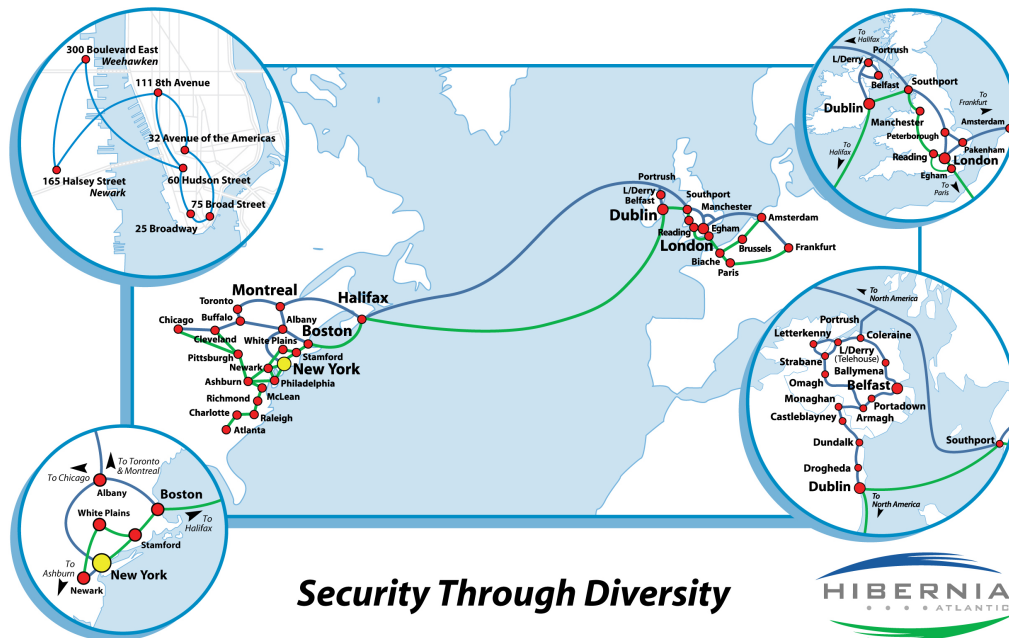 300 Boulevard East
Weehawken
111 8th Avenue
32 Avenue of the Americas
165 Halsey Street
Newark
60 Hudson Street
75 Broad Street
25 Broadway
To
Halifax
Portrush
L/Derry
Belfast
Southport
To
Frankfurt
Dublin
Manchester
Amsterdam
Peterborough
Pakenham
To
Halifax
Reading
London
Egham
To
Paris
Portrush
L/Derry
Belfast
Southport
Manchester
Dublin
Amsterdam
Reading
Egham
London
Brussels
Frankfurt
Biache
Paris
Montreal
Toronto
Halifax
Chicago
Buffalo
Albany
Boston
Cleveland
White Plains
Pittsburgh
Stamford
Newark
New York
Ashburn
Philadelphia
Richmond
McLean
Charlotte
Raleigh
Atlanta
To
North America
Portrush
Letterkenny
Coleraine
L/Derry
(Telehouse)
Strabane
Ballymena
Omagh
Belfast
Monaghan
Portadown
Castleblayney
Armagh
Dundalk
Southport
Drogheda
Dublin
To
North America
To Toronto
& Montreal
To Chicago
Albany
Boston
White Plains
To
Halifax
Stamford
To
Ashburn
New York
Newark
Security Through Diversity
HIBERNIA
ATLANTIC